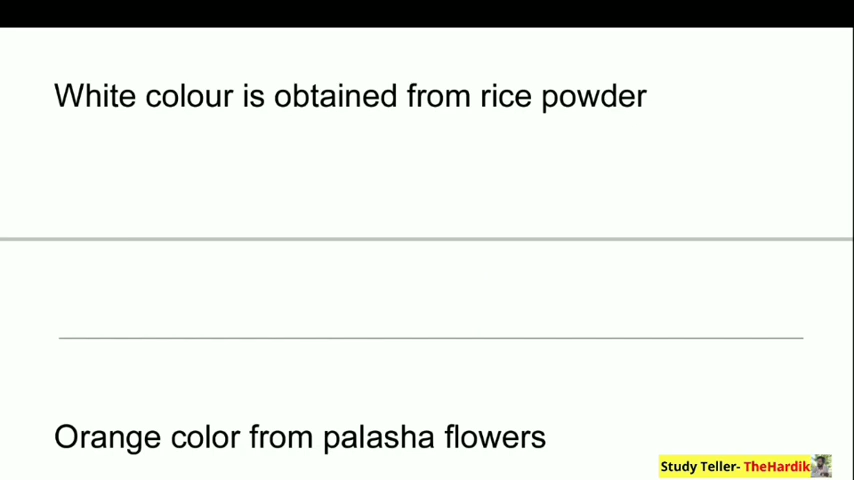 White colour is obtained from rice powder
Orange color from palasha flowers
Study Teller- TheHardik